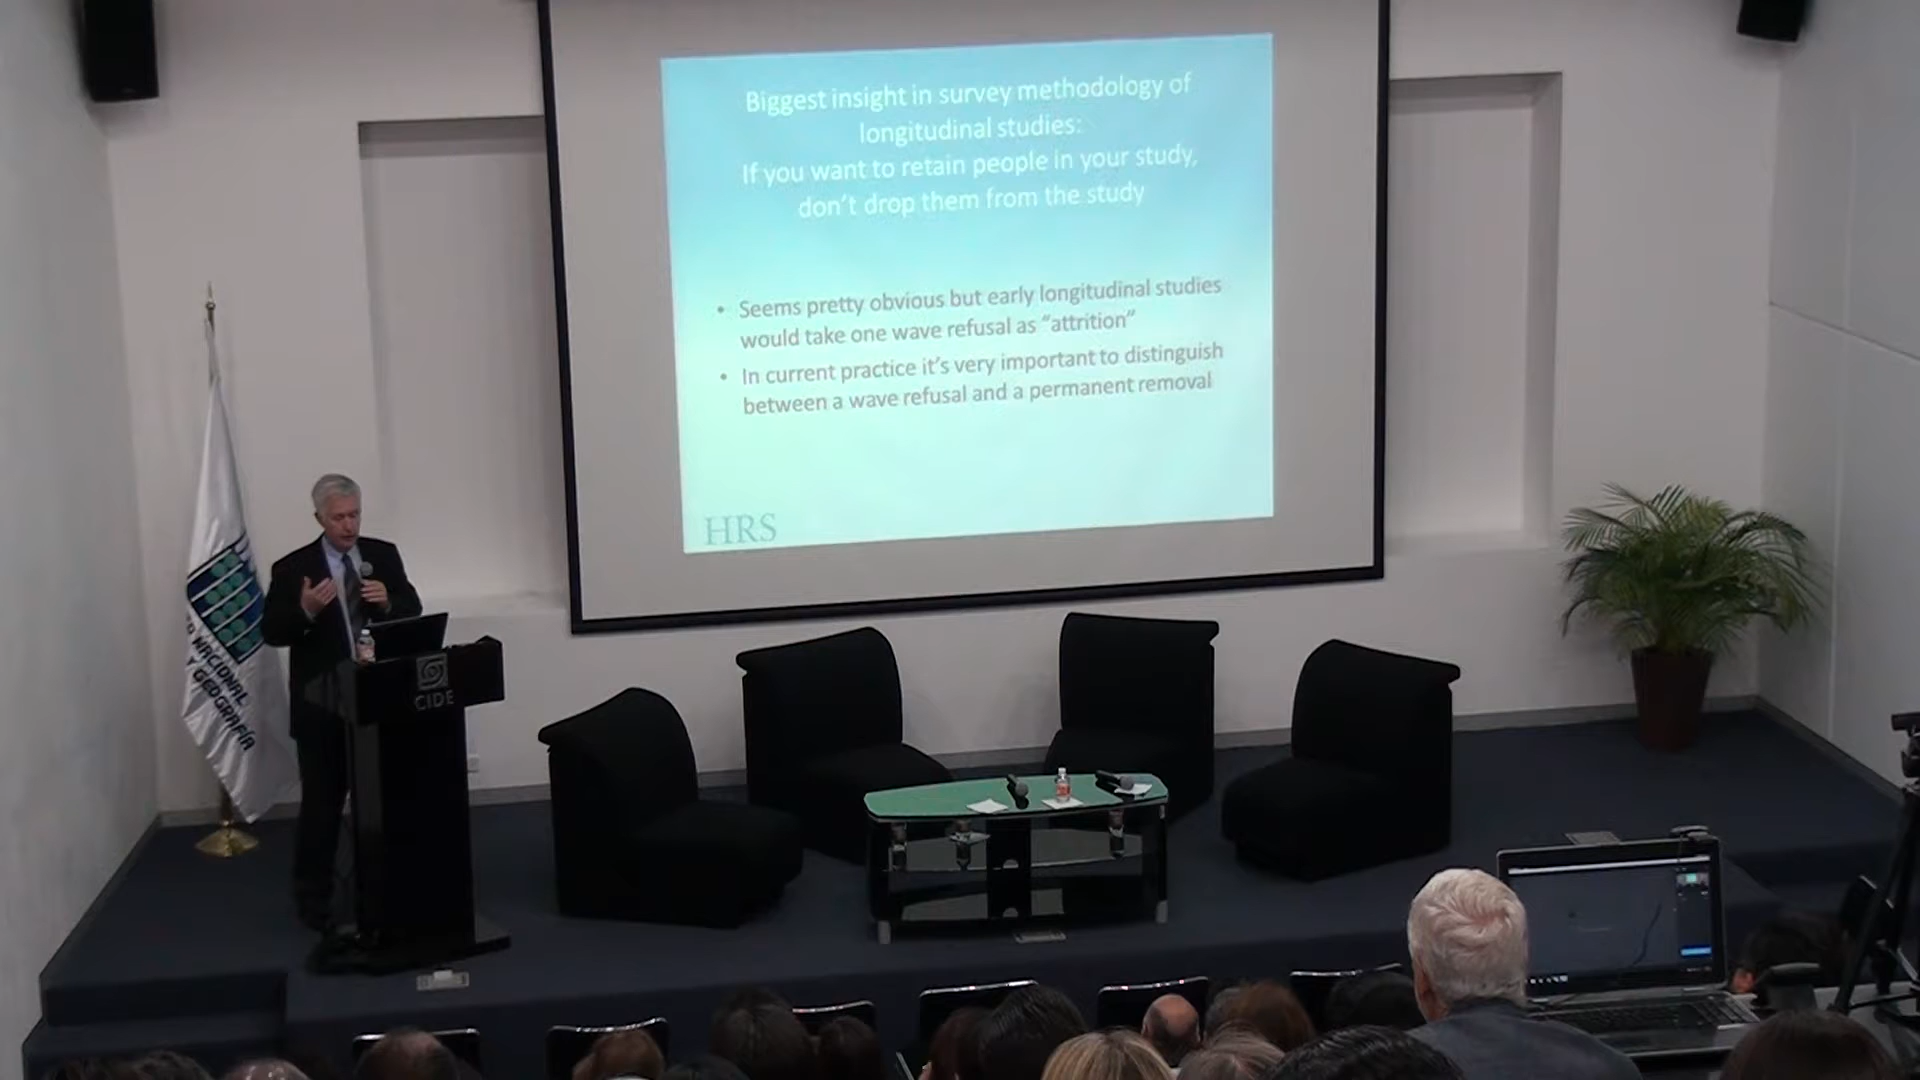 Biggest insight in survey methodology of
longitudinal studies:
If you want to retain people in your study,
don't drop them from the study
• Seems pretty obvious but early longitudinal studies
would take one wave refusal as "attrition"
• In current practice it's very important to distinguish
between a wave refusal and a permanent removal
HRS
NACIONAL
Y GEOGRAFÍA
CIDE